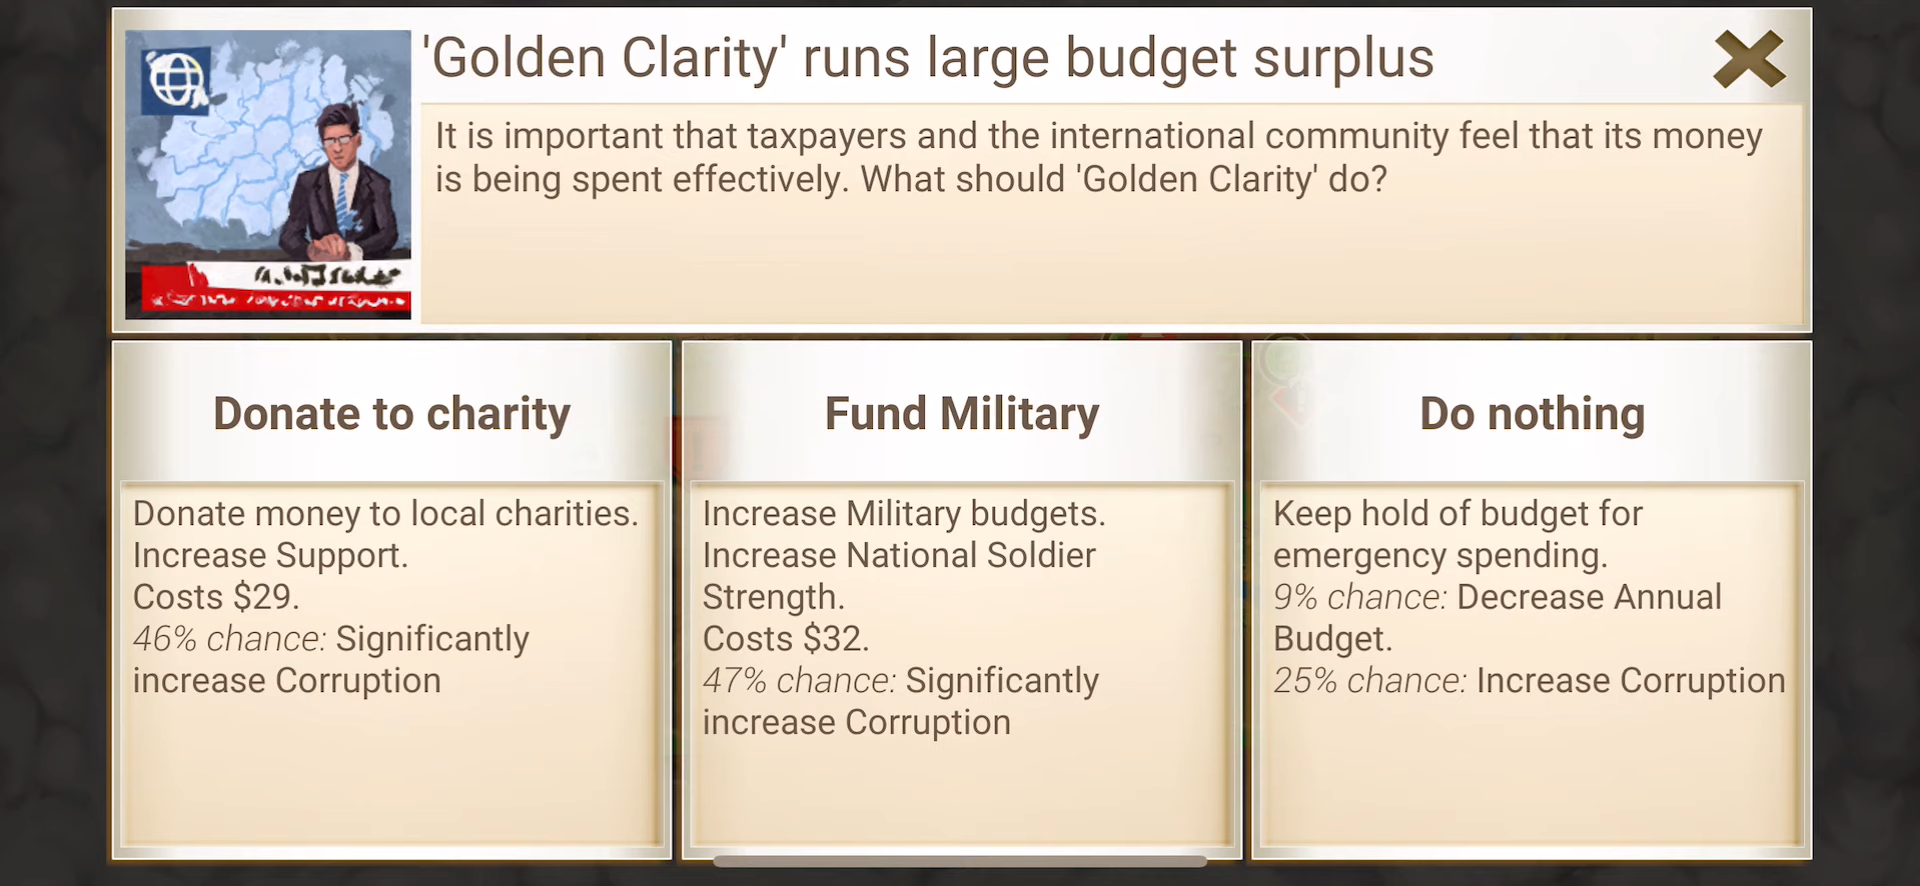 'Golden Clarity' runs large budget surplus
It is important that taxpayers and the international community feel that its money
is being spent effectively. What should 'Golden Clarity' do?
Donate to charity
Donate money to local charities.
Increase Support.
Costs $29.
46% chance: Significantly
increase Corruption
Fund Military
Increase Military budgets.
Increase National Soldier
Strength.
Costs $32.
47% chance: Significantly
increase Corruption
Do nothing
Keep hold of budget for
emergency spending.
9% chance: Decrease Annual
Budget.
25% chance: Increase Corruption